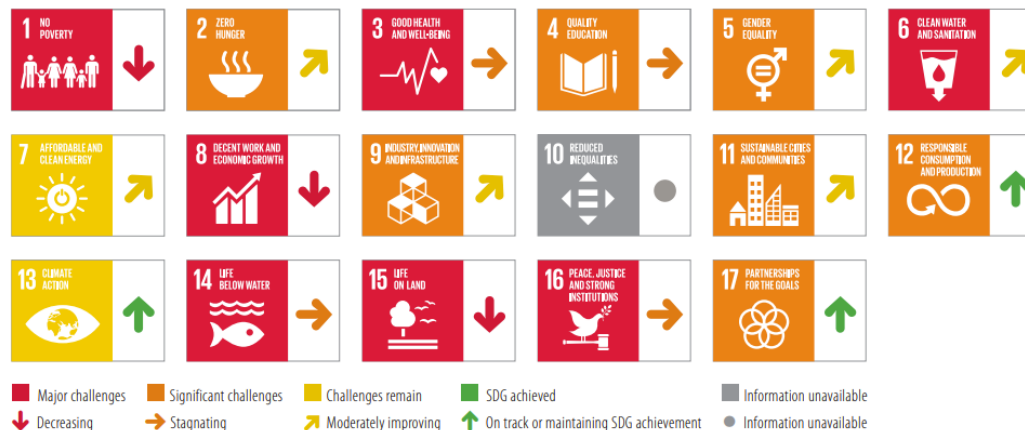 1 NO POVERTY
2 ZERO HUNGER
3 GOOD HEALTH AND WELL-BEING
4 QUALITY EDUCATION
5 GENDER EQUALITY
6 CLEAN WATER AND SANITATION
7 AFFORDABLE AND CLEAN ENERGY
8 DECENT WORK AND ECONOMIC GROWTH
9 INDUSTRY, INNOVATION AND INFRASTRUCTURE
10 REDUCED INEQUALITIES
11 SUSTAINABLE CITIES AND COMMUNITIES
12 RESPONSIBLE CONSUMPTION AND PRODUCTION
13 CLIMATE ACTION
14 LIFE BELOW WATER
15 LIFE ON LAND
16 PEACE, JUSTICE AND STRONG INSTITUTIONS
17 PARTNERSHIPS FOR THE GOALS
Major challenges Significant challenges Challenges remain SDG achieved Information unavailable
Decreasing Stagnating Moderately improving On track or maintaining SDG achievement Information unavailable